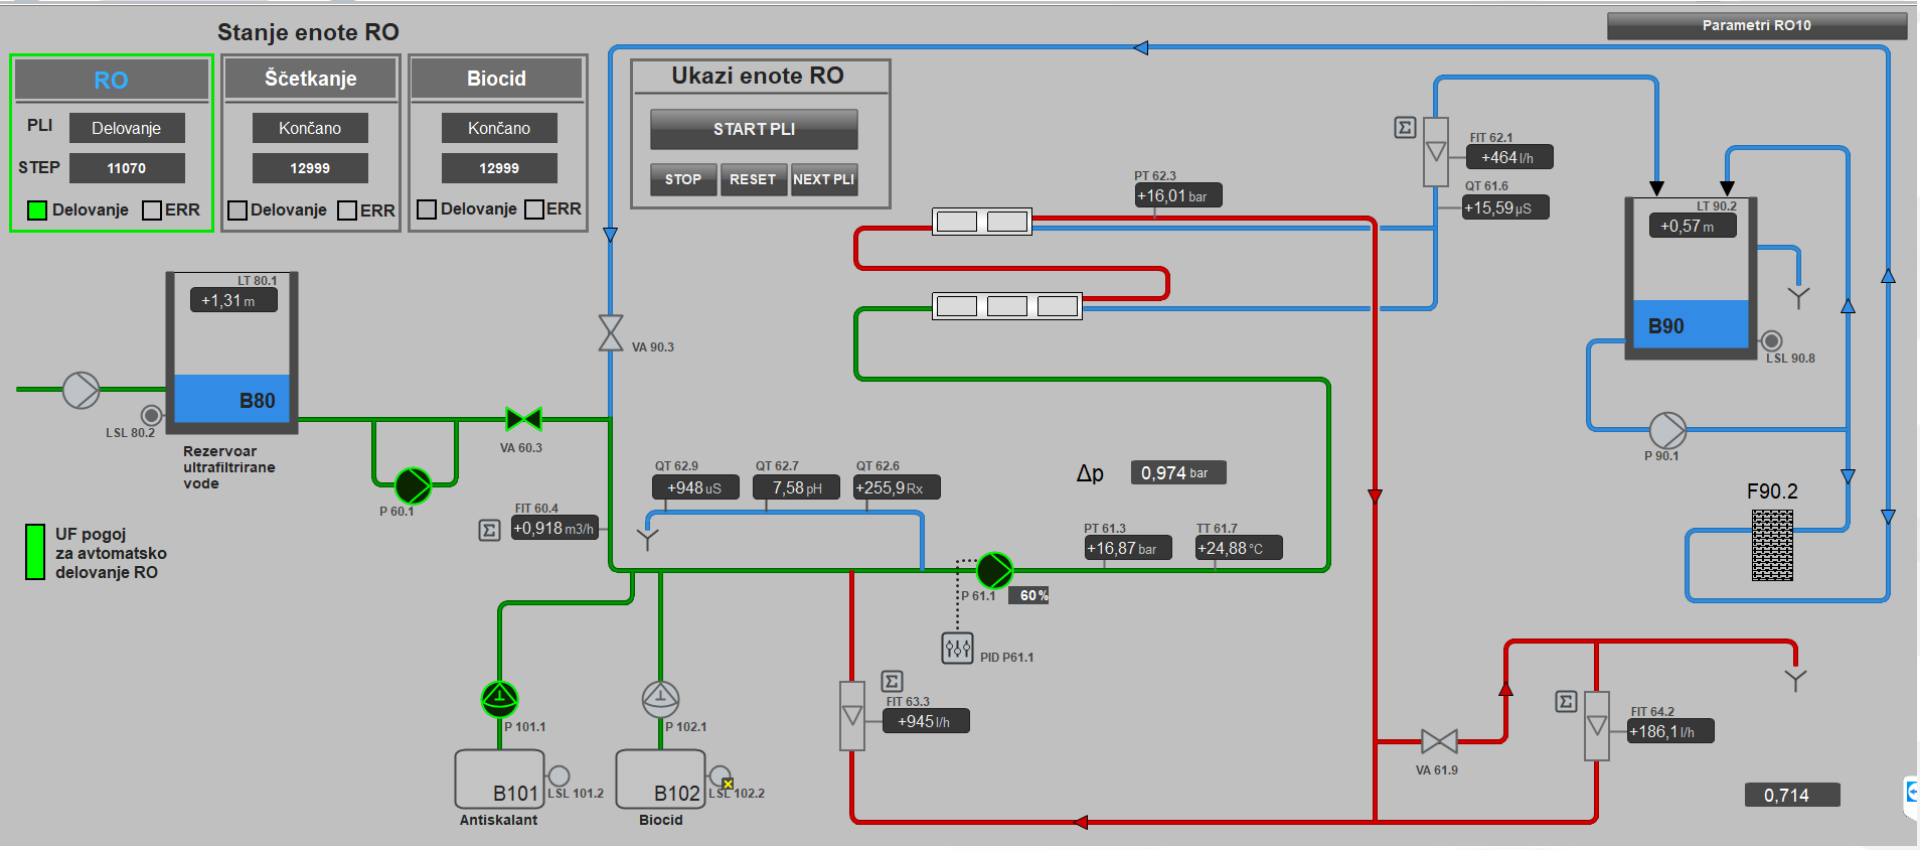 Stanje enote RO
Parametri RO10
RO
Ščetkanje
Biocid
PLI
Delovanje
Končano
Končano
STEP
11070
12999
12999
Delovanje
ERR
Delovanje
ERR
Delovanje
ERR
Ukazi enote RO
START PLI
STOP
RESET
NEXT PLI
Σ
FIT 62.1
+464 l/h
QT 61.6
+15,59 µS
PT 62.3
+16,01 bar
LT 90.2
+0,57 m
B90
LSL 90.8
LT 80.1
+1,31 m
B80
LSL 80.2
Rezervoar
ultrafiltrirane
vode
VA 90.3
VA 60.3
P 60.1
P 90.1
F90.2
QT 62.9
+948 uS
QT 62.7
7,58 pH
QT 62.6
+255,9 Rx
Δp
0,974 bar
Σ
FIT 60.4
+0,918 m3/h
PT 61.3
+16,87 bar
TT 61.7
+24,88 °C
UF pogoj
za avtomatsko
delovanje RO
P 61.1
60 %
PID P61.1
P 101.1
P 102.1
Σ
FIT 63.3
+945 l/h
Σ
FIT 64.2
+186,1 l/h
VA 61.9
B101
LSL 101.2
Antiskalant
B102
LSL 102.2
Biocid
0,714